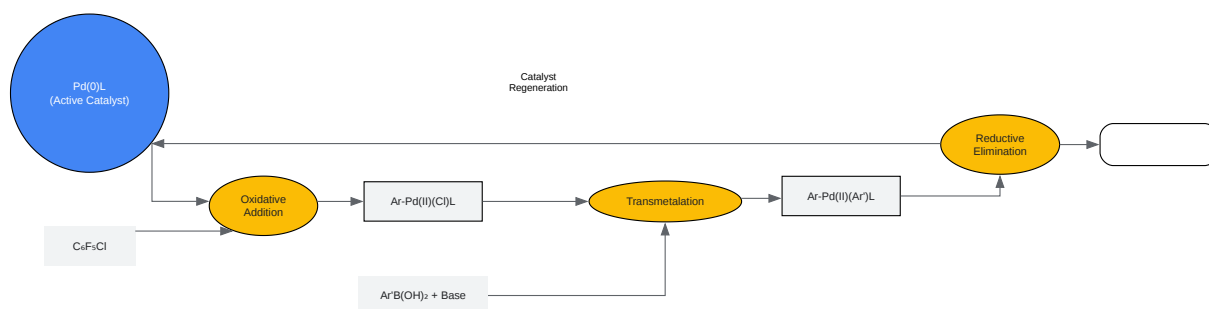 Pd(0)L
(Active Catalyst)
Catalyst
Regeneration
Reductive
Elimination
Oxidative
Addition
Ar-Pd(II)(Cl)L
Transmetalation
Ar-Pd(II)(Ar')L
C₆F₅Cl
Ar'B(OH)₂ + Base